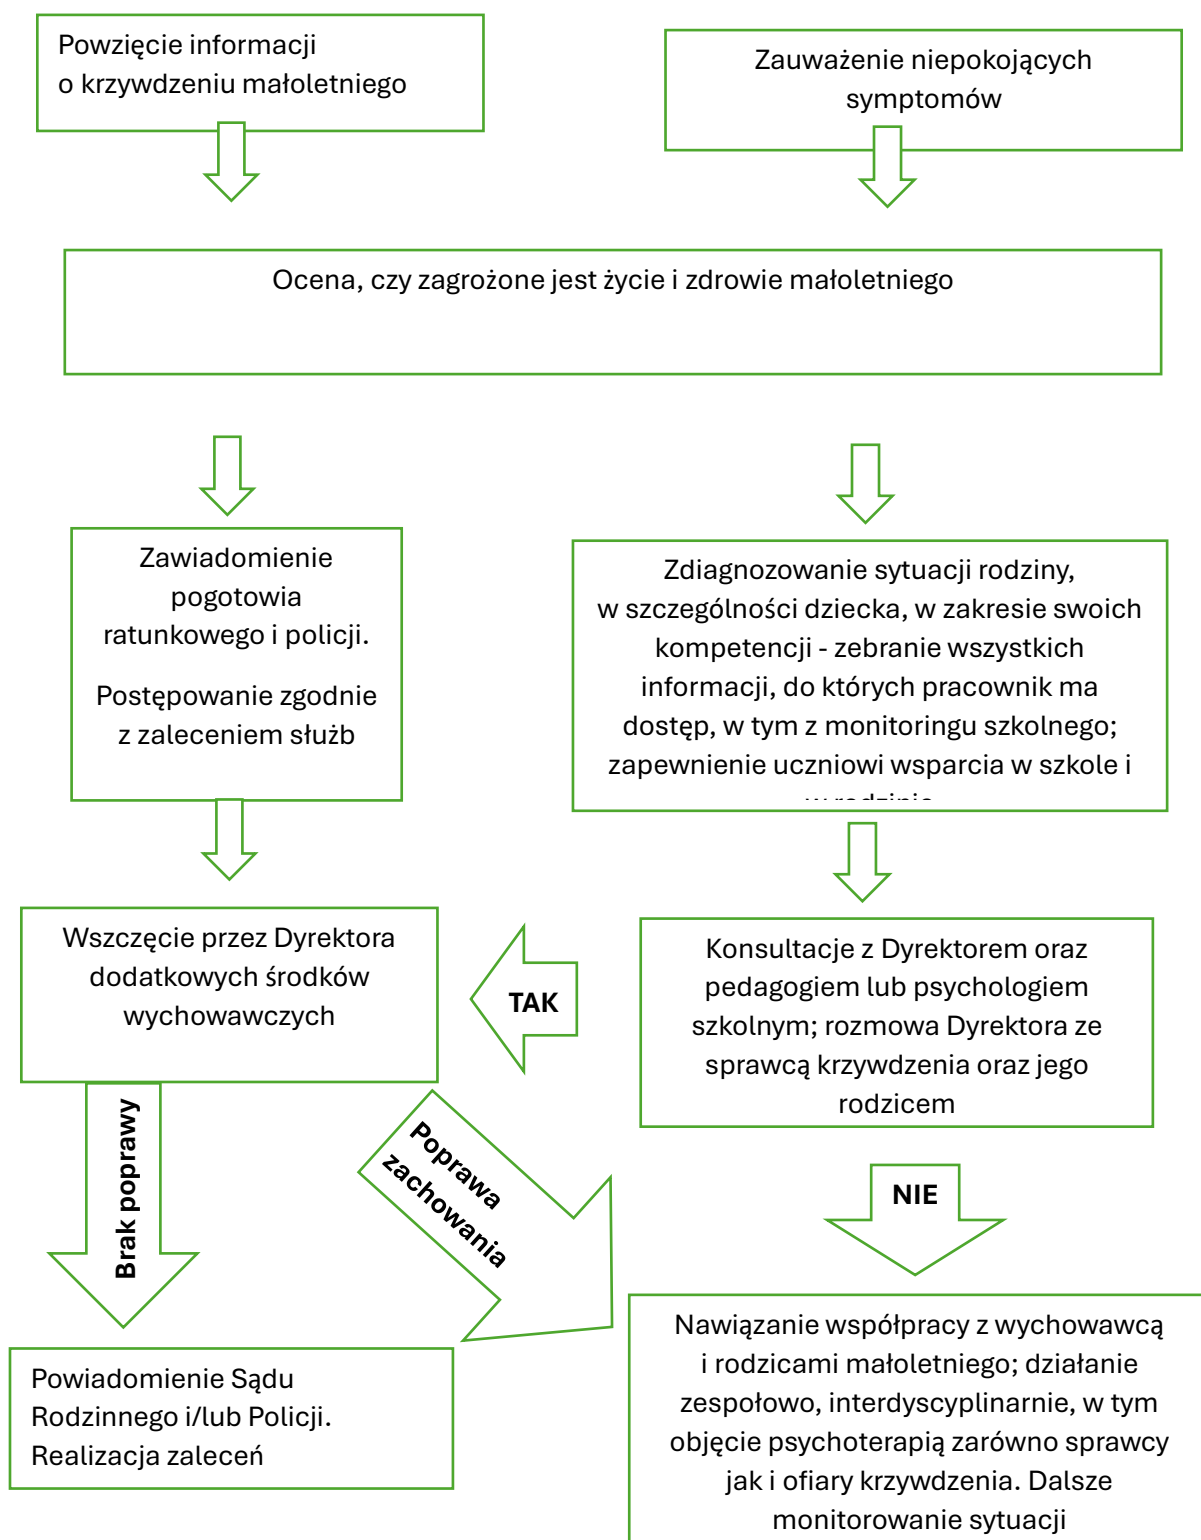 Powzięcie informacji
o krzywdzeniu małoletniego
Zauważenie niepokojących
symptomów
Ocena, czy zagrożone jest życie i zdrowie małoletniego
Zawiadomienie
pogotowia
ratunkowego i policji.
Postępowanie zgodnie
z zaleceniem służb
Zdiagnozowanie sytuacji rodziny,
w szczególności dziecka, w zakresie swoich
kompetencji - zebranie wszystkich
informacji, do których pracownik ma
dostęp, w tym z monitoringu szkolnego;
zapewnienie uczniowi wsparcia w szkole i
w rodzinie
Wszczęcie przez Dyrektora
dodatkowych środków
wychowawczych
TAK
Konsultacje z Dyrektorem oraz
pedagogiem lub psychologiem
szkolnym; rozmowa Dyrektora ze
sprawcą krzywdzenia oraz jego
rodzicem
Brak poprawy
Poprawa
zachowania
NIE
Powiadomienie Sądu
Rodzinnego i/lub Policji.
Realizacja zaleceń
Nawiązanie współpracy z wychowawcą
i rodzicami małoletniego; działanie
zespołowo, interdyscyplinarnie, w tym
objęcie psychoterapią zarówno sprawcy
jak i ofiary krzywdzenia. Dalsze
monitorowanie sytuacji